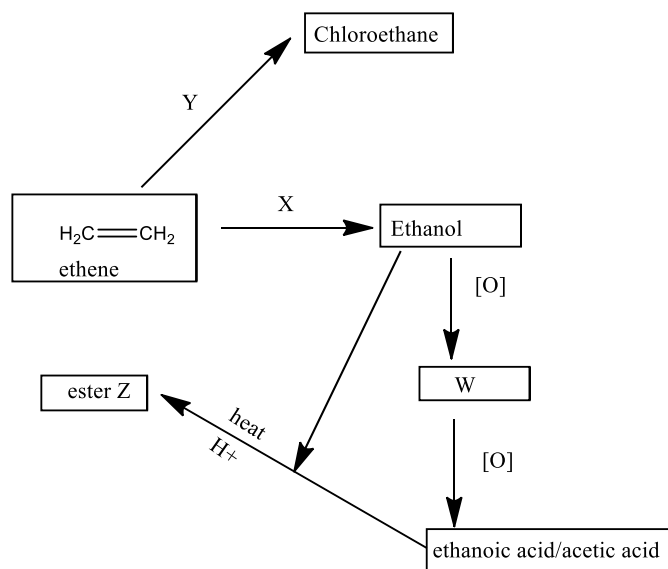 Chloroethane
Y
X
H₂C CH₂
ethene
Ethanol
[O]
ester Z
W
heat
H+
[O]
ethanoic acid/acetic acid